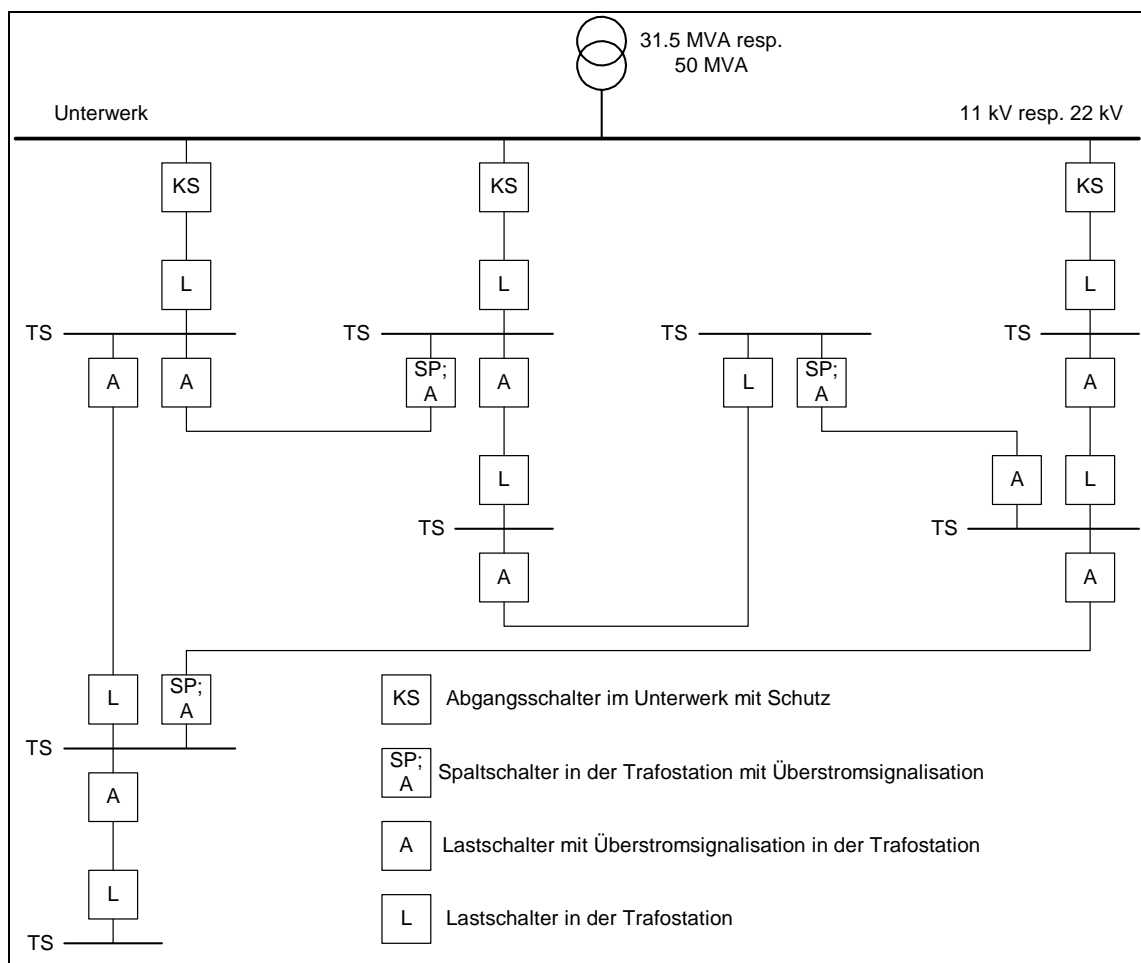 31.5 MVA resp.
50 MVA
Unterwerk
11 kV resp. 22 kV
KS
KS
KS
L
L
L
TS
TS
TS
TS
A
A
SP;
A
A
L
SP;
A
A
L
A
L
TS
TS
A
A
L
SP;
A
KS
Abgangsschalter im Unterwerk mit Schutz
TS
SP;
A
Spaltschalter in der Trafostation mit Überstromsignalisation
A
A
Lastschalter mit Überstromsignalisation in der Trafostation
L
L
Lastschalter in der Trafostation
TS